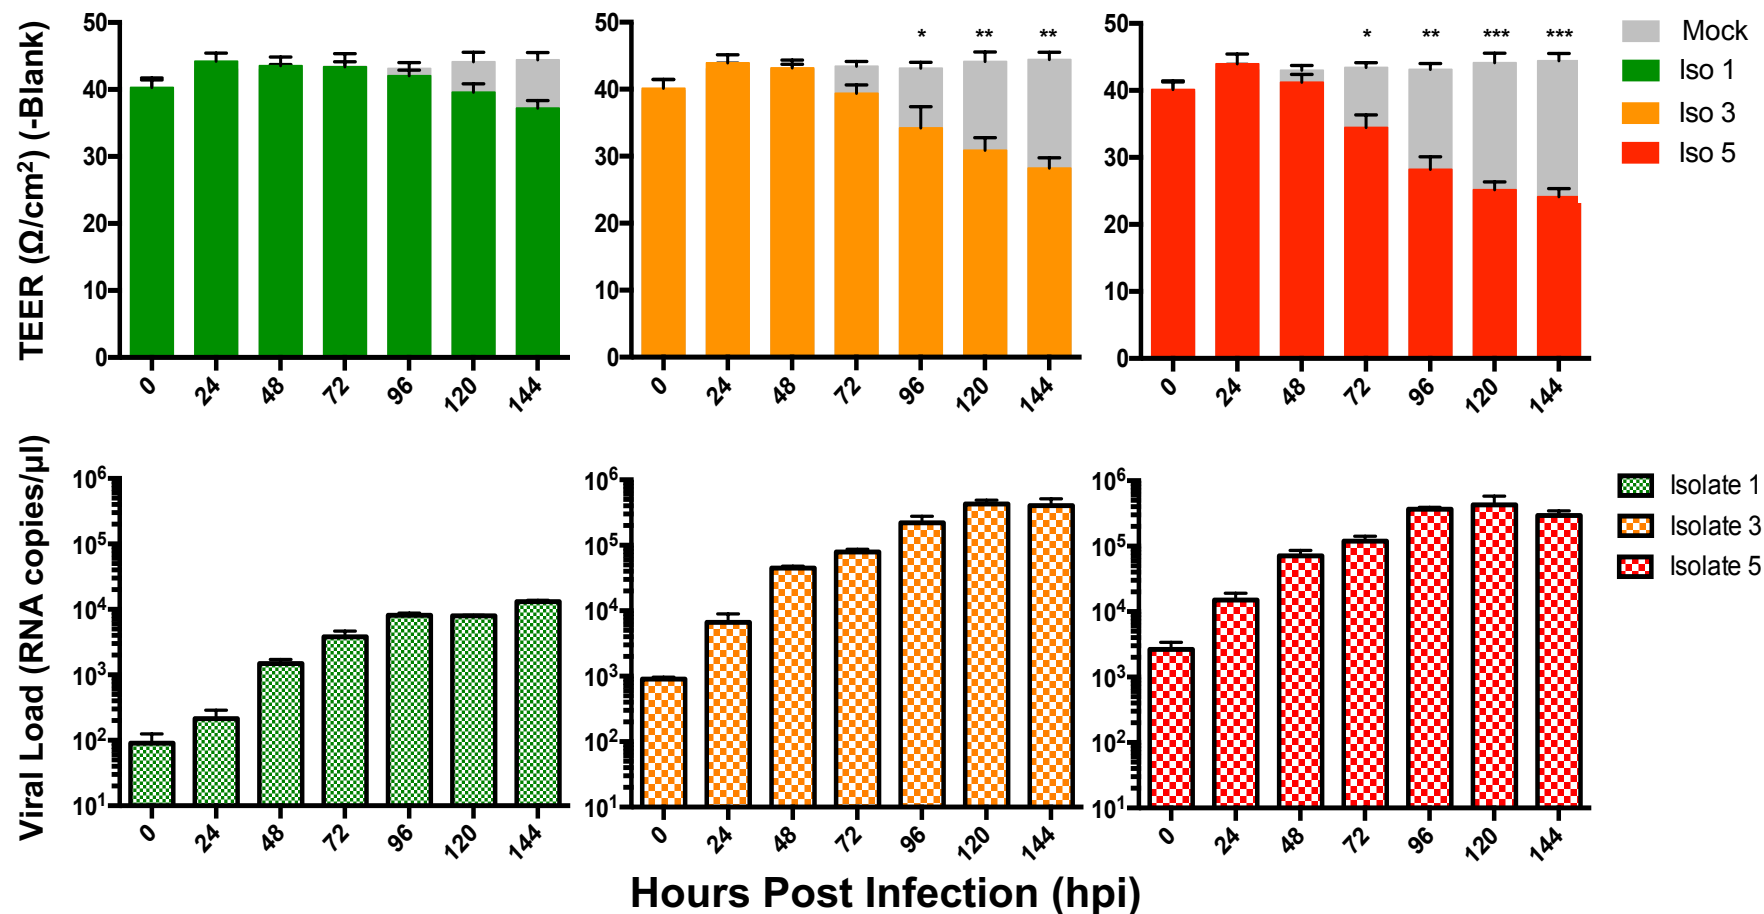 TEER (Ω/cm²) (-Blank)
50
40
30
20
10
0
0 24 48 72 96 120 144
50
40
30
20
10
0
* ** **
0 24 48 72 96 120 144
50
40
30
20
10
0
* ** *** ***
0 24 48 72 96 120 144
Mock
Iso 1
Iso 3
Iso 5
Viral Load (RNA copies/µl)
10⁶
10⁵
10⁴
10³
10²
10¹
0 24 48 72 96 120 144
10⁶
10⁵
10⁴
10³
10²
10¹
0 24 48 72 96 120 144
10⁶
10⁵
10⁴
10³
10²
10¹
0 24 48 72 96 120 144
Isolate 1
Isolate 3
Isolate 5
Hours Post Infection (hpi)